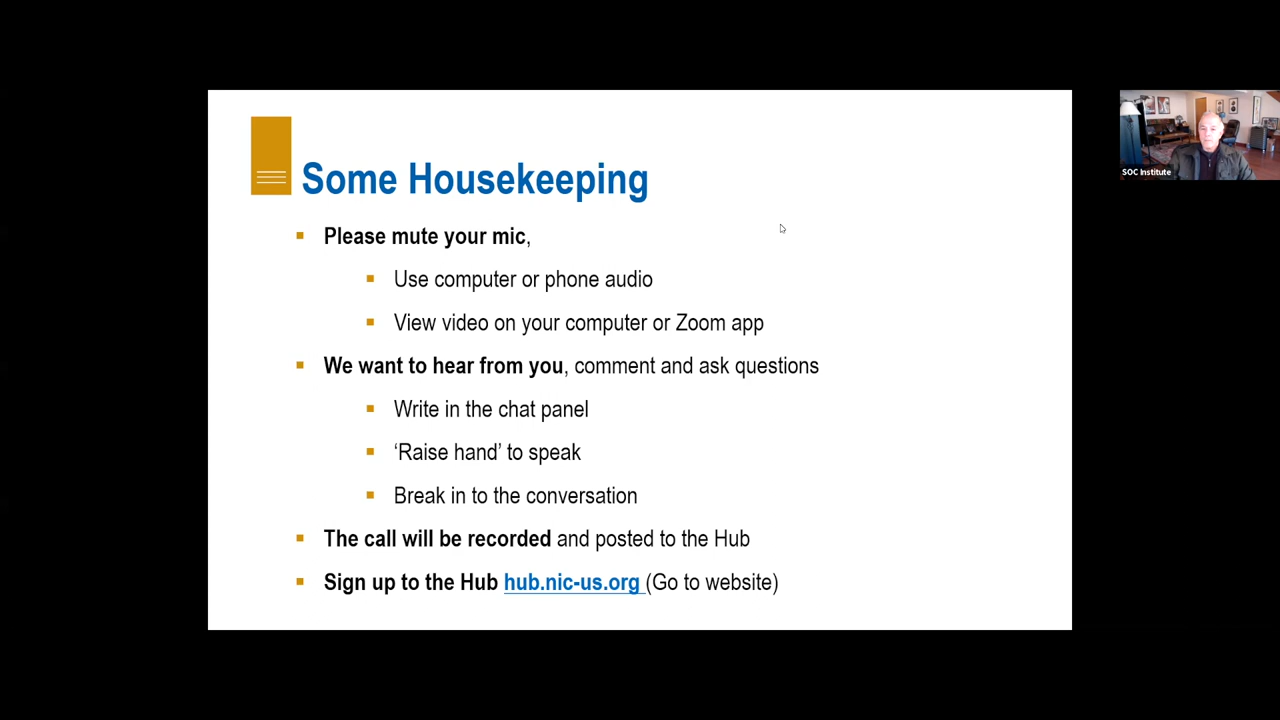 Some Housekeeping
Please mute your mic,
Use computer or phone audio
View video on your computer or Zoom app
We want to hear from you, comment and ask questions
Write in the chat panel
‘Raise hand’ to speak
Break in to the conversation
The call will be recorded and posted to the Hub
Sign up to the Hub hub.nic-us.org (Go to website)
SOC Institute